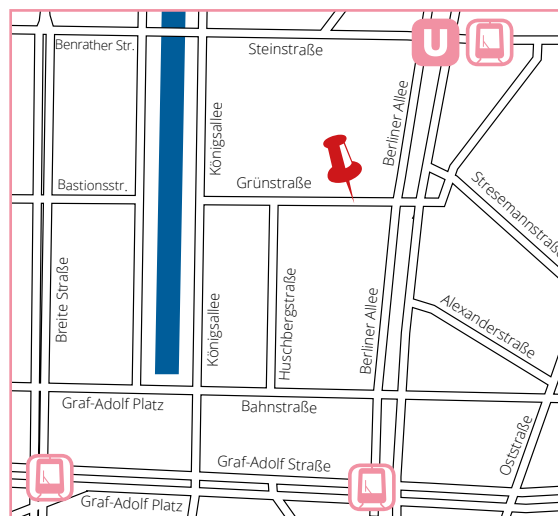 Benrather Str.
Steinstraße
U
Königsallee
Berliner Allee
Bastionsstr.
Grünstraße
Stresemannstraße
Breite Straße
Königsallee
Huschbergstraße
Berliner Allee
Alexanderstraße
Graf-Adolf Platz
Bahnstraße
Oststraße
Graf-Adolf Straße
Graf-Adolf Platz